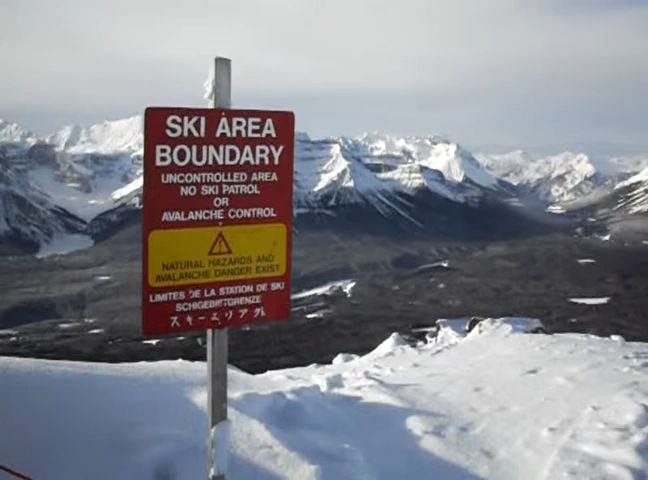 SKI AREA
BOUNDARY
UNCONTROLLED AREA
NO SKI PATROL
OR
AVALANCHE CONTROL
NATURAL HAZARDS AND
AVALANCHE DANGER EXIST
LIMITES DE LA STATION DE SKI
SCHIGEBIETGRENZE
スキーエリア外